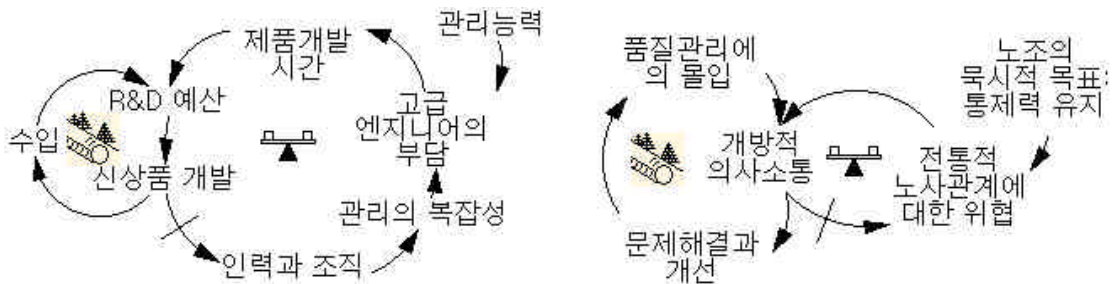 관리능력
제품개발
시간
R&D 예산
수입
신상품 개발
고급
엔지니어의
부담
관리의 복잡성
인력과 조직
품질관리에
의 몰입
노조의
묵시적 목표:
통제력 유지
개방적
의사소통
전통적
노사관계에
대한 위협
문제해결과
개선